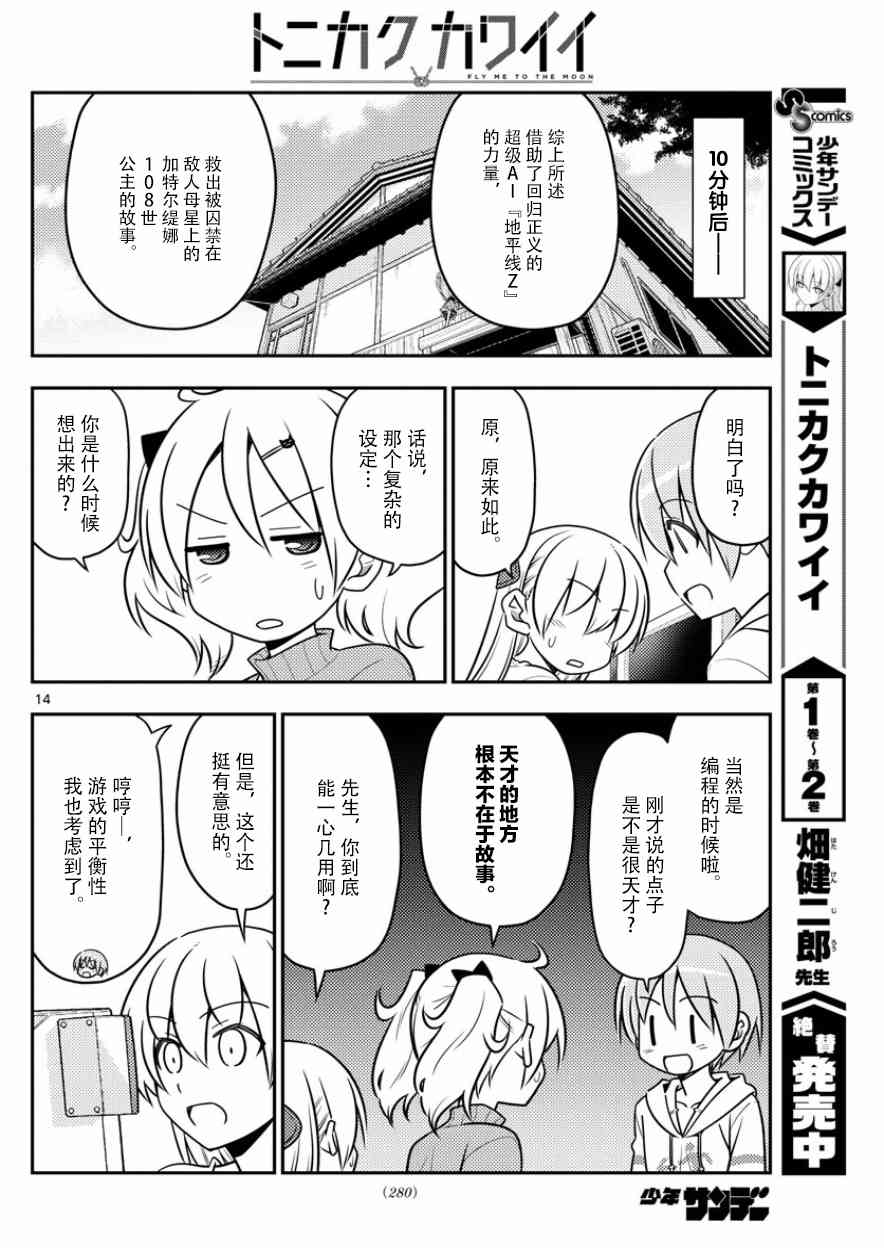 トニカクカワイイ
FLY ME TO THE MOON
10分钟后——
综上所述
借助了回归正义的
超级AI『地平线Z』
的力量，
救出被囚禁在
敌人母星上的
加特尔缇娜
108世
公主的故事。
明白了吗？
原，原来如此。
话说，
那个复杂的
设定…
你是什么时候
想出来的？
14
当然是
编程的时候啦。
刚才说的点子
是不是很天才？
天才的地方
根本不在于故事。
先生，你到底
能一心几用啊？
但是，这个还
挺有意思的。
哼哼—，
游戏的平衡性
我也考虑到了。
S comics
少年サンデー
コミックス
トニカクカワイイ
第1巻～第2巻
畑健二郎先生
はた けん じ ろう
絶賛発売中
（280）
少年サンデー